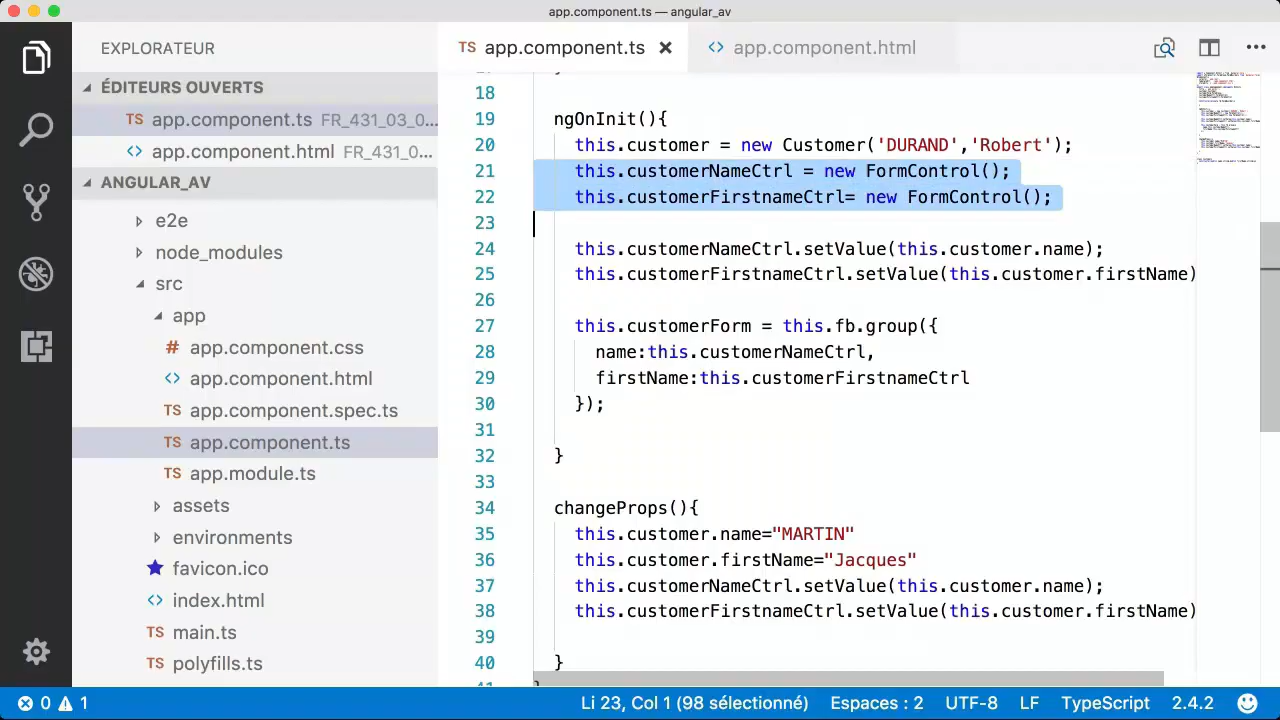 app.component.ts — angular_av
EXPLORATEUR
ÉDITEURS OUVERTS
TS app.component.ts FR_431_03_0...
<> app.component.html FR_431_0...
ANGULAR_AV
e2e
node_modules
src
app
# app.component.css
<> app.component.html
TS app.component.spec.ts
TS app.component.ts
TS app.module.ts
assets
environments
favicon.ico
<> index.html
TS main.ts
TS polyfills.ts
TS app.component.ts
<> app.component.html
18
19 ngOnInit(){
20 this.customer = new Customer('DURAND','Robert');
21 this.customerNameCtrl = new FormControl();
22 this.customerFirstnameCtrl= new FormControl();
23
24 this.customerNameCtrl.setValue(this.customer.name);
25 this.customerFirstnameCtrl.setValue(this.customer.firstName)
26
27 this.customerForm = this.fb.group({
28 name:this.customerNameCtrl,
29 firstName:this.customerFirstnameCtrl
30 });
31
32 }
33
34 changeProps(){
35 this.customer.name="MARTIN"
36 this.customer.firstName="Jacques"
37 this.customerNameCtrl.setValue(this.customer.name);
38 this.customerFirstnameCtrl.setValue(this.customer.firstName)
39
40 }
0 1
Li 23, Col 1 (98 sélectionné) Espaces : 2 UTF-8 LF TypeScript 2.4.2